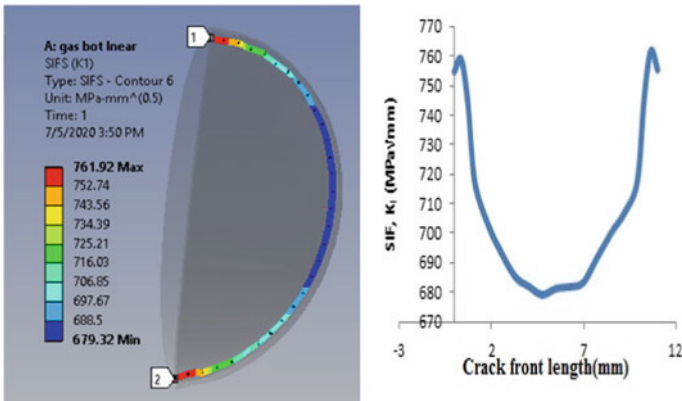 A: gas bot lnear
SIFS (K1)
Type: SIFS - Contour 6
Unit: MPa-mm^(0.5)
Time: 1
7/5/2020 3:50 PM
761.92 Max
752.74
743.56
734.39
725.21
716.03
706.85
697.67
688.5
679.32 Min
1
2
770
760
750
740
730
720
710
700
690
680
670
SIF, Kᵢ (MPa√mm)
-3
2
7
12
Crack front length(mm)